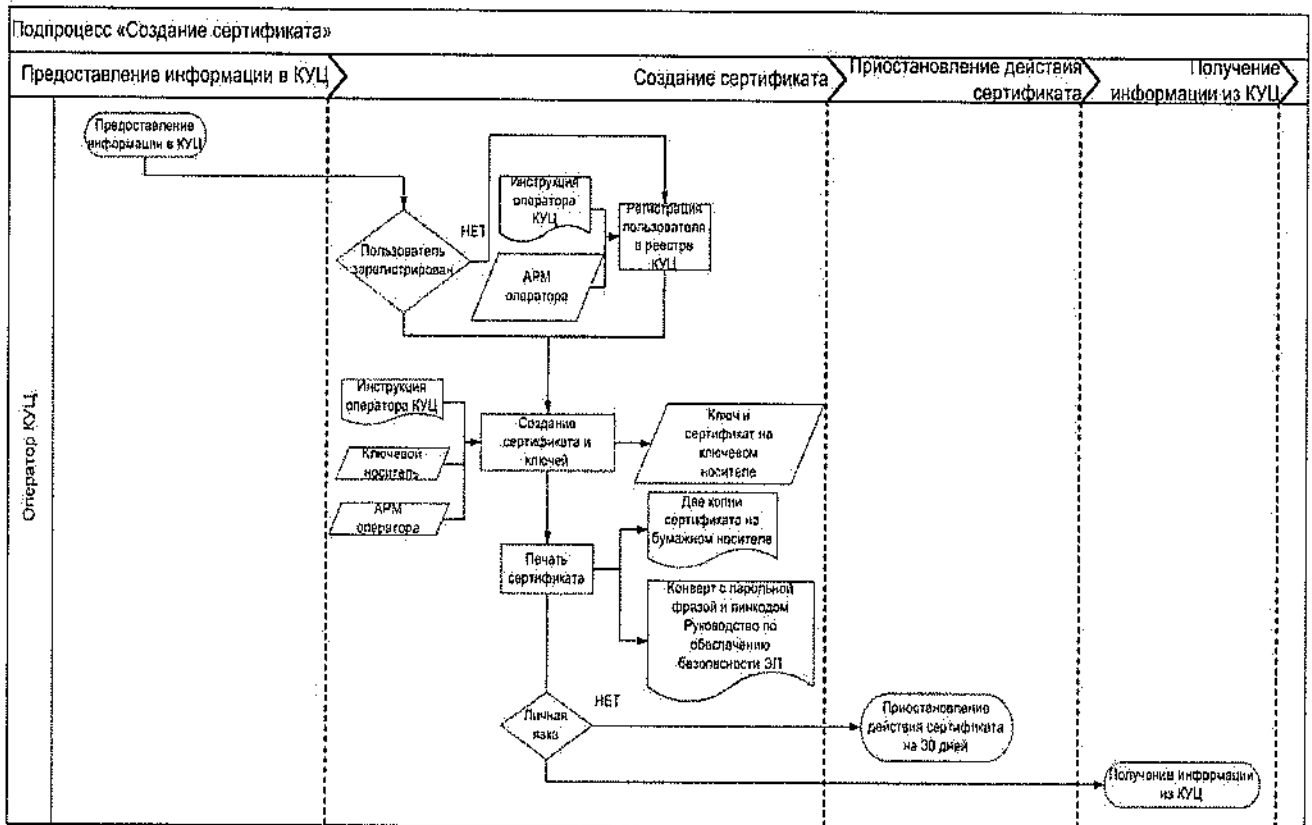 Подпроцесс «Создание сертификата»
Предоставление информации в КУЦ
Создание сертификата
Приостановление действия
сертификата
Получение
информации из КУЦ
Оператор КУЦ
Предоставление
информации в КУЦ
Пользователь
зарегистрирован
НЕТ
Инструкция
оператора
КУЦ
АРМ
оператора
Регистрация
пользователя
в реестре
КУЦ
Инструкция
оператора КУЦ
Ключевой
носитель
АРМ
оператора
Создание
сертификата и
ключей
Ключ и
сертификат на
ключевом
носителе
Две копии
сертификата на
бумажном носителе
Печать
сертификата
Конверт с парольной
фразой и пинкодом
Руководство по
обеспечению
безопасности ЭП
Личная
явка
НЕТ
Приостановление
действия сертификата
на 30 дней
Получение информации
из КУЦ